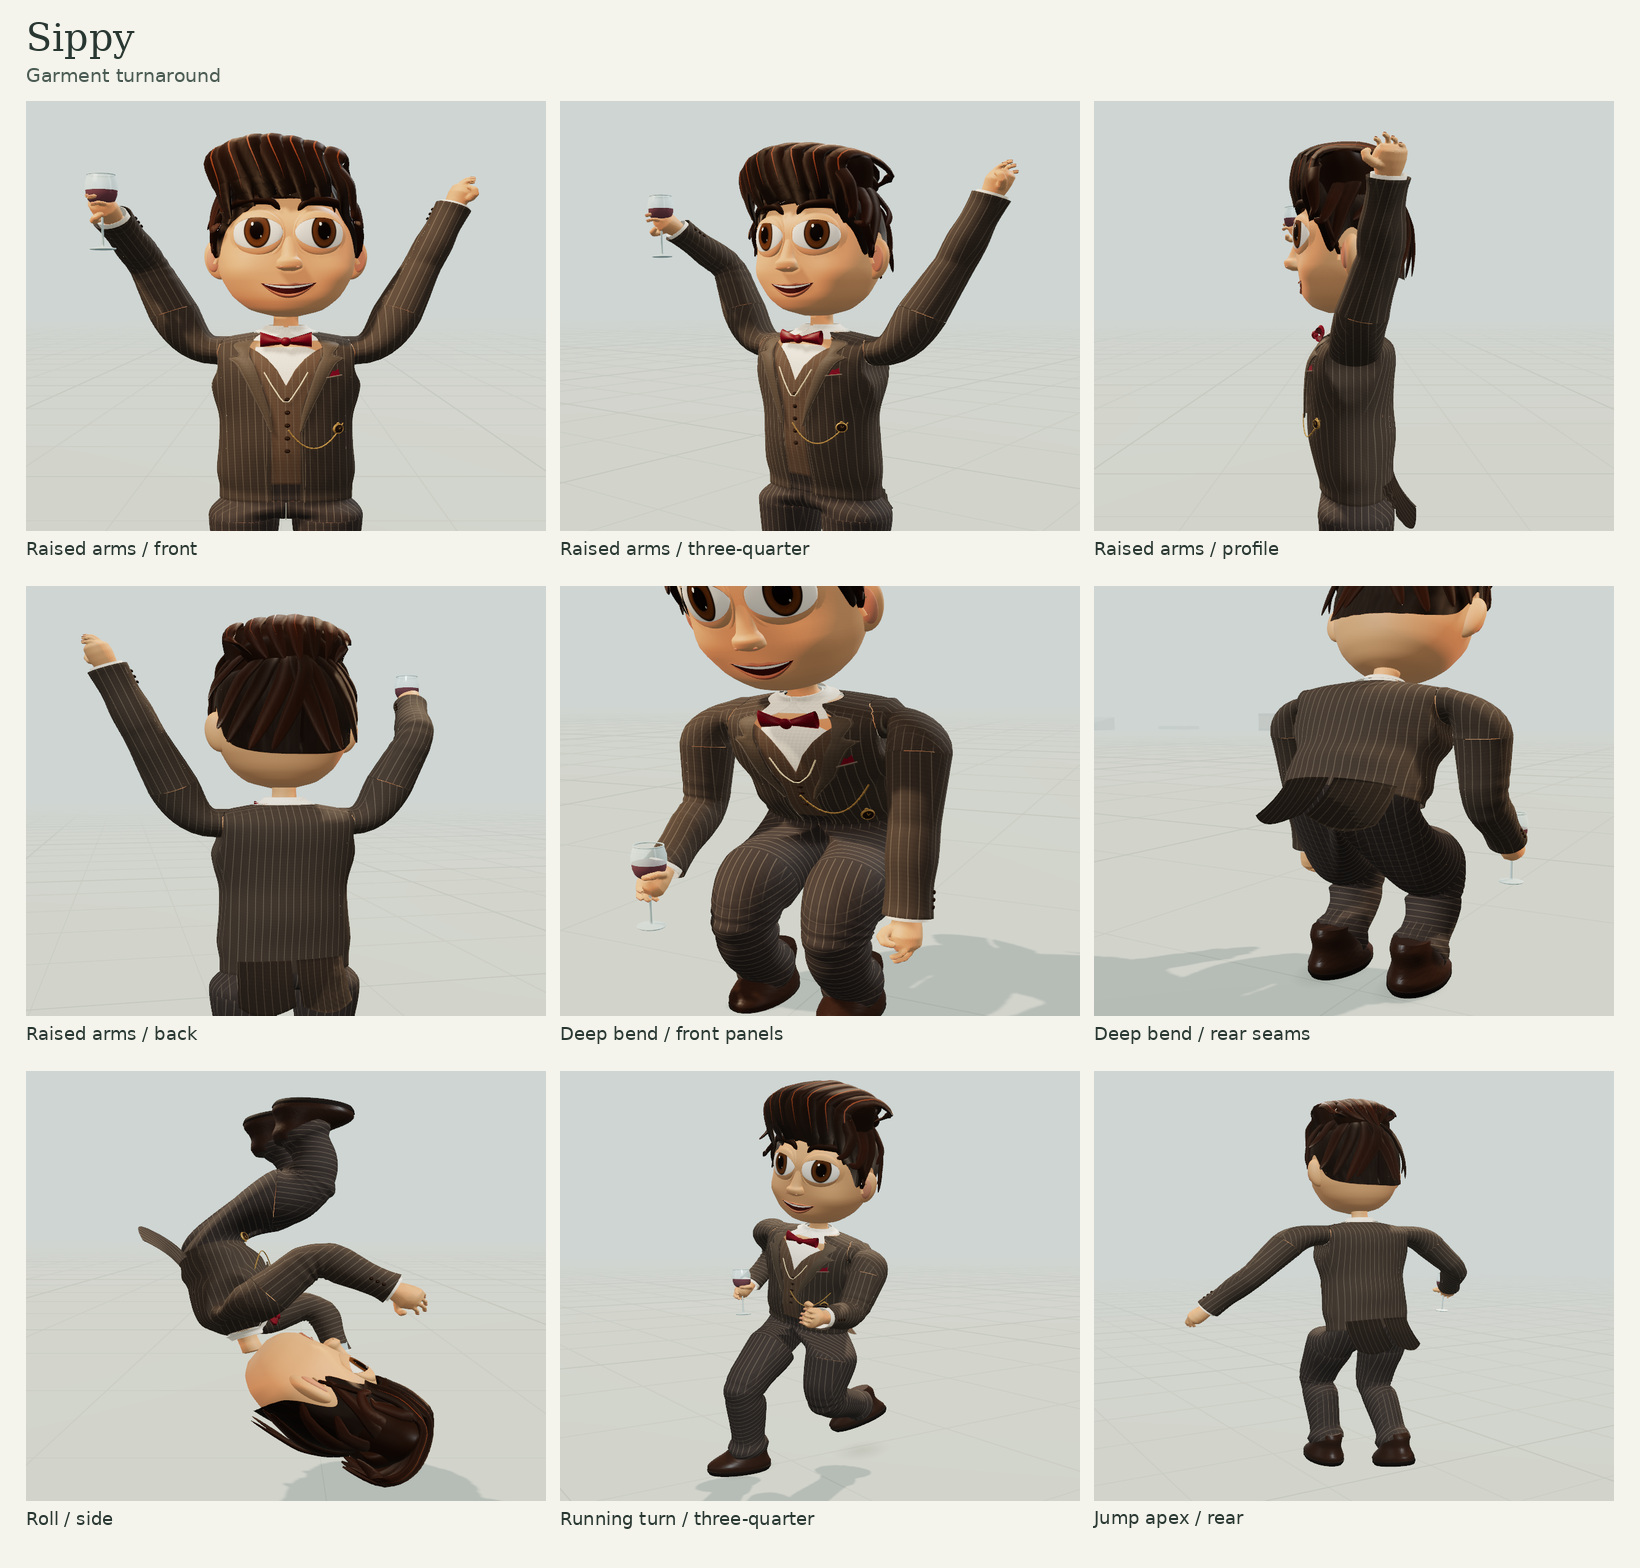 Sippy
Garment turnaround
Raised arms / front
Raised arms / three-quarter
Raised arms / profile
Raised arms / back
Deep bend / front panels
Deep bend / rear seams
Roll / side
Running turn / three-quarter
Jump apex / rear